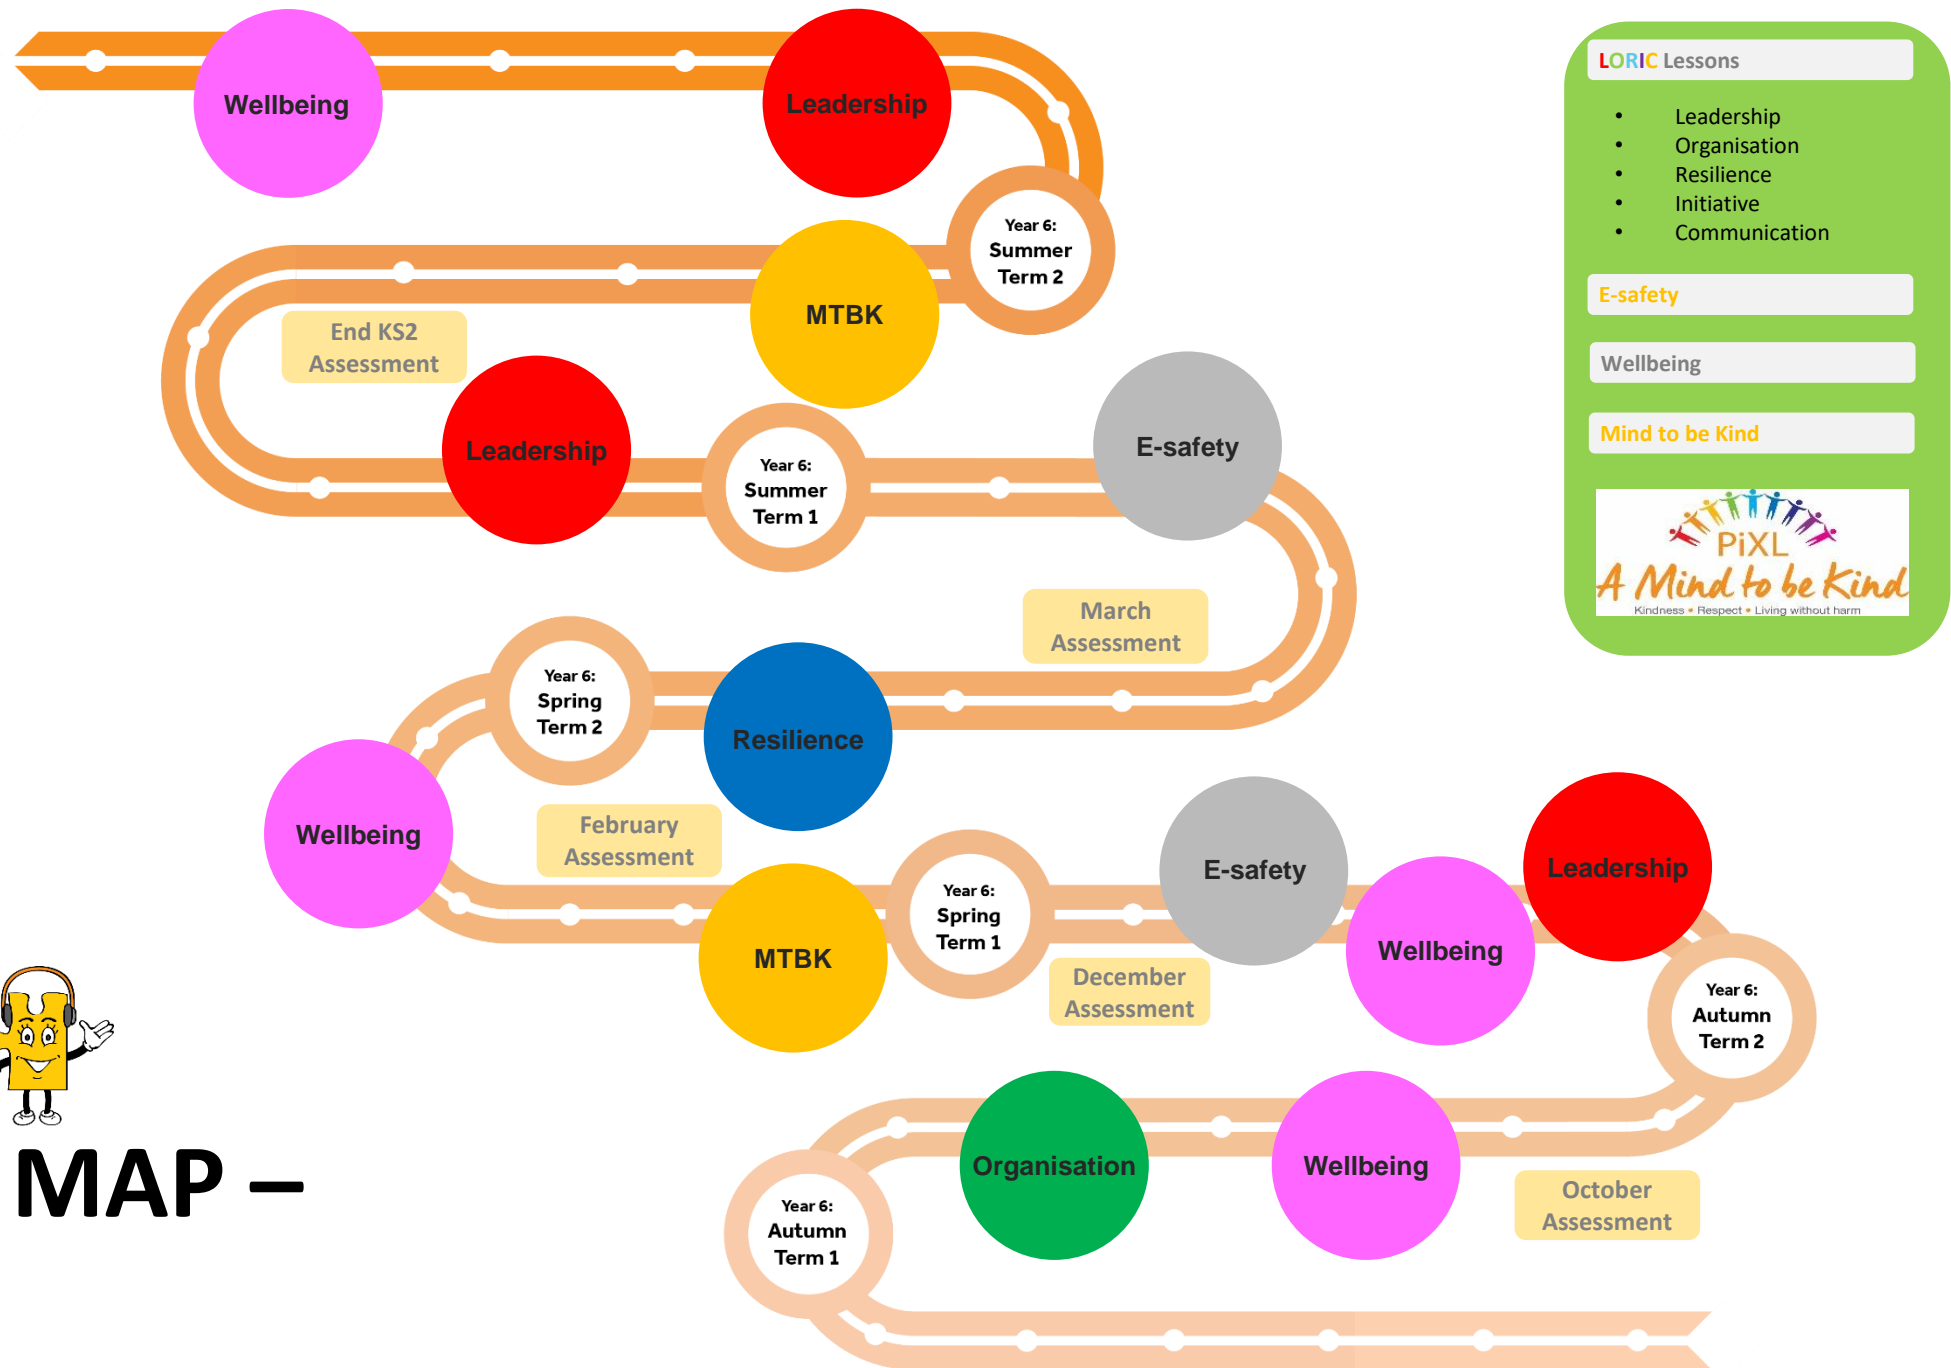 Wellbeing
Leadership
Year 6:
Summer
Term 2
MTBK
End KS2
Assessment
Leadership
Year 6:
Summer
Term 1
E-safety
March
Assessment
Year 6:
Spring
Term 2
Resilience
Wellbeing
February
Assessment
MTBK
Year 6:
Spring
Term 1
E-safety
Wellbeing
Leadership
December
Assessment
Year 6:
Autumn
Term 2
Organisation
Wellbeing
October
Assessment
Year 6:
Autumn
Term 1
MAP –
LORIC Lessons
• Leadership
• Organisation
• Resilience
• Initiative
• Communication
E-safety
Wellbeing
Mind to be Kind
PiXL
A Mind to be Kind
Kindness • Respect • Living without harm